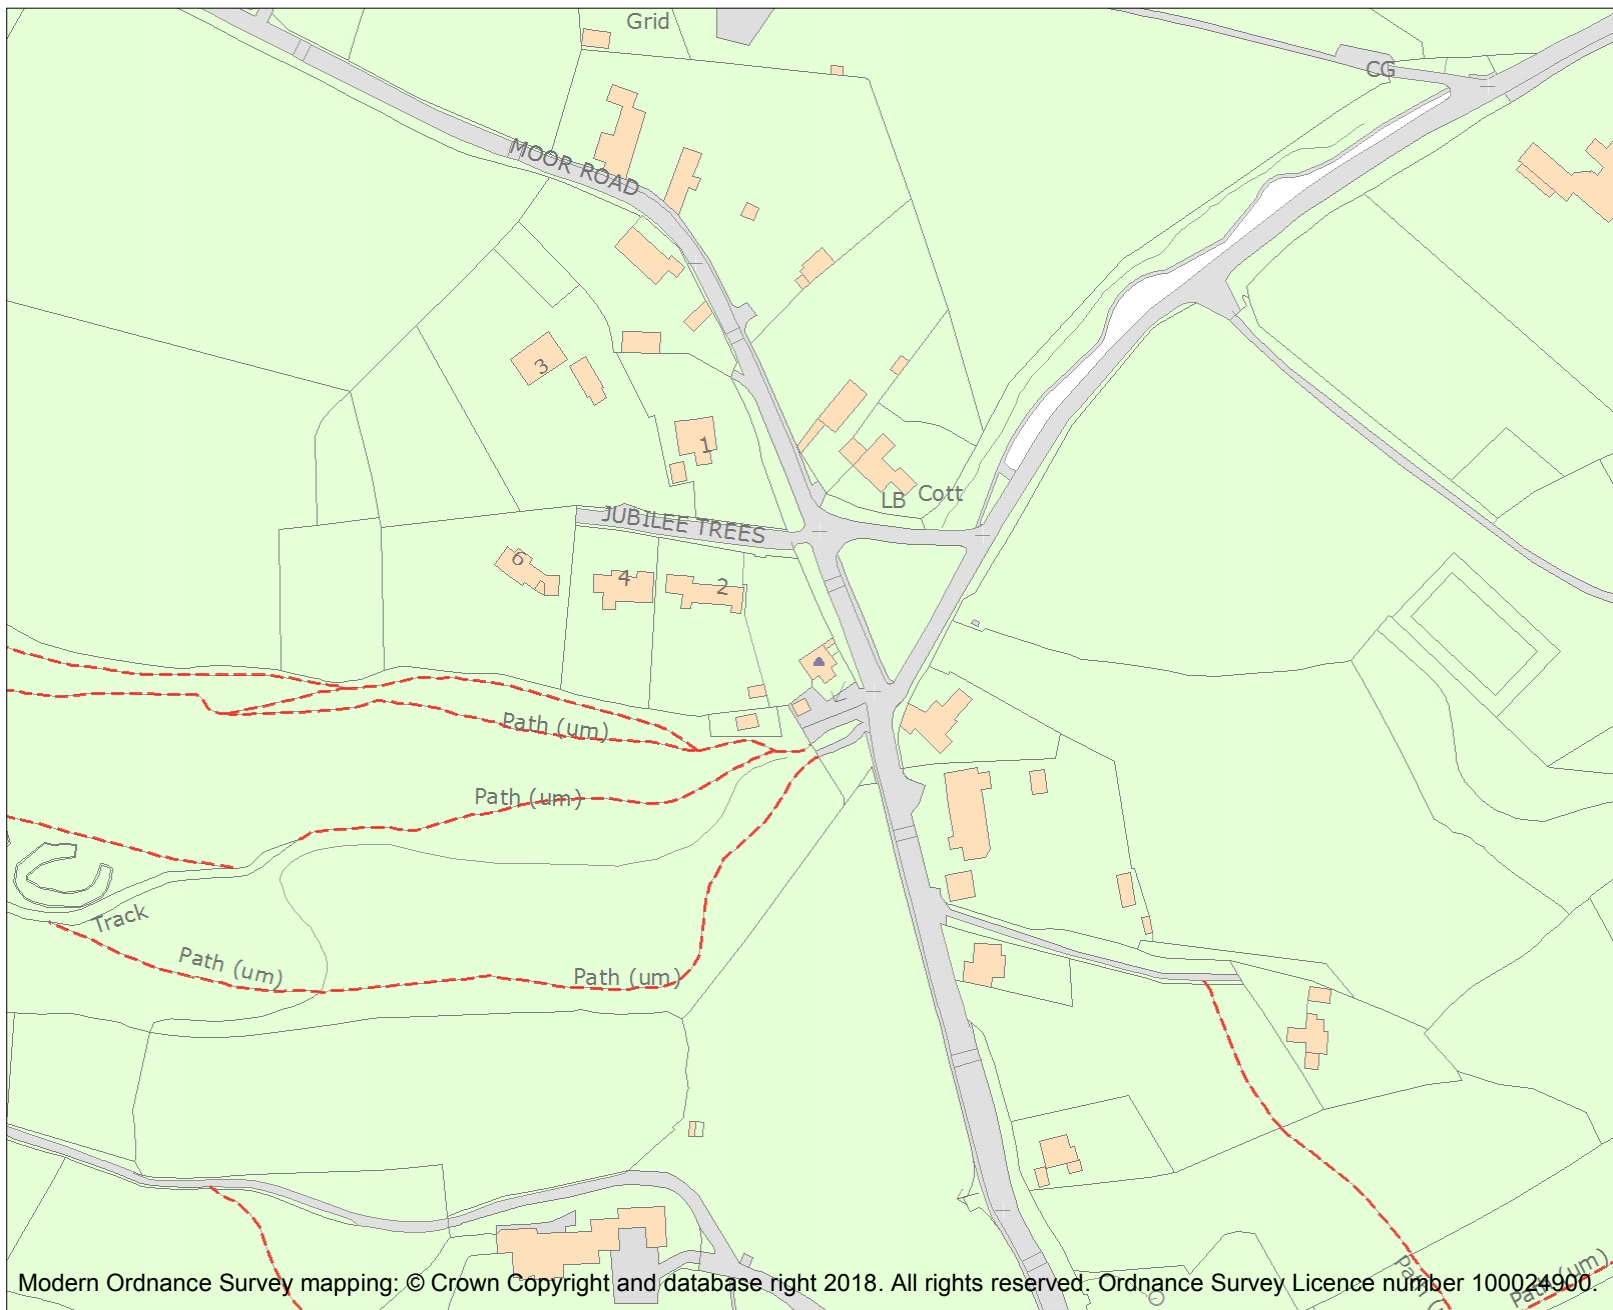 Grid
CG
MOOR ROAD
3
1
LB
Cott
JUBILEE TREES
6
4
2
Path (um)
Path (um)
Track
Path (um)
Path (um)
Path (um)
Modern Ordnance Survey mapping: © Crown Copyright and database right 2018. All rights reserved. Ordnance Survey Licence number 100024900.